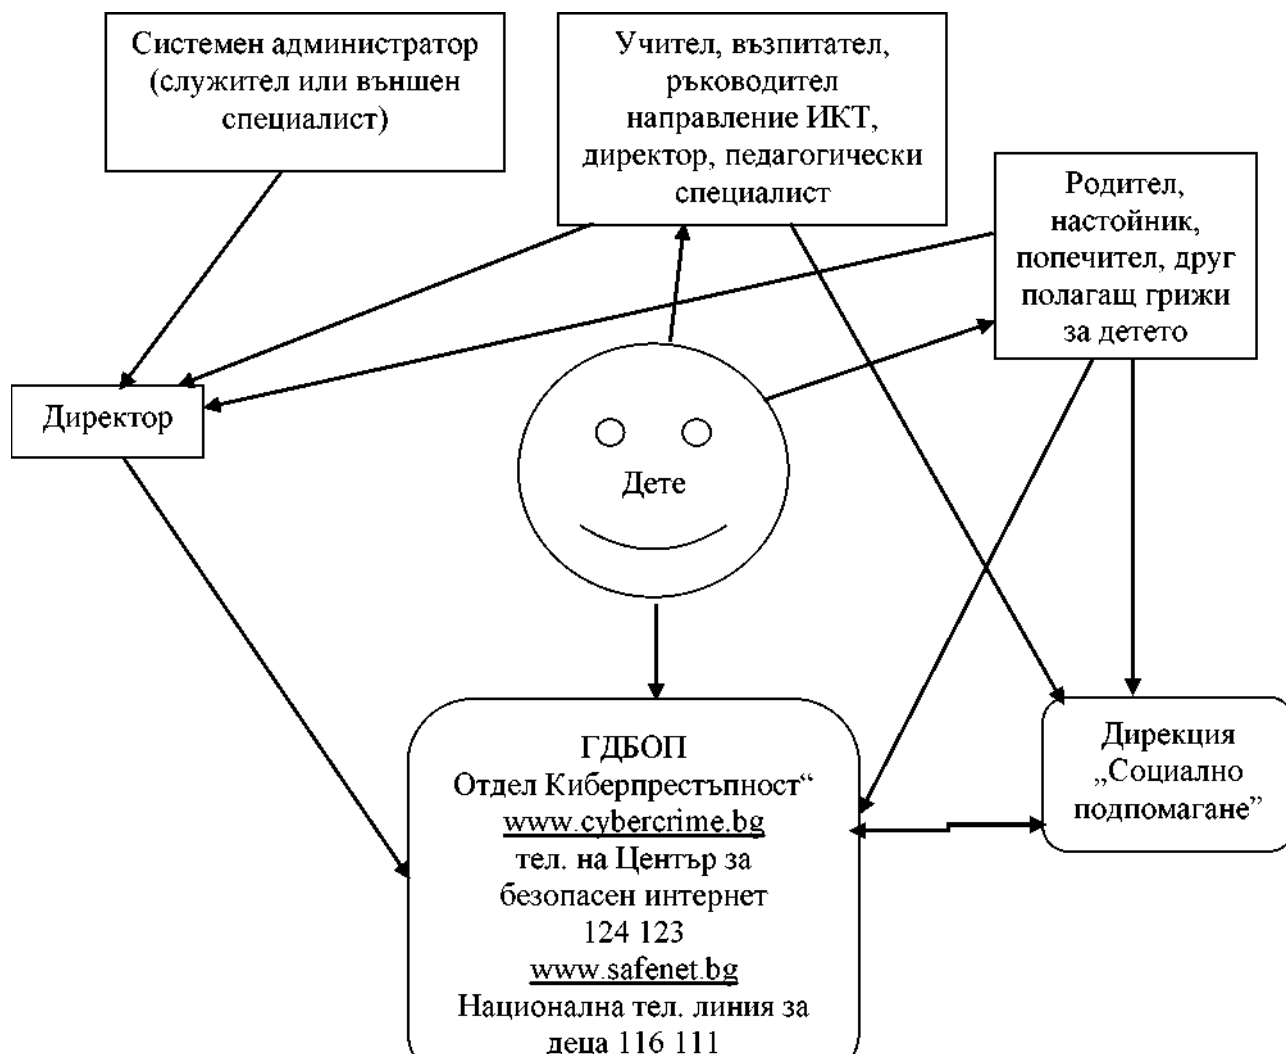 Системен администратор
(служител или външен
специалист)
Учител, възпитател,
ръководител
направление ИКТ,
директор, педагогически
специалист
Родител,
настойник,
попечител, друг
полагащ грижи
за детето
Директор
Дете
ГДБОП
Отдел Киберпрестъпност“
www.cybercrime.bg
тел. на Център за
безопасен интернет
124 123
www.safenet.bg
Национална тел. линия за
деца 116 111
Дирекция
„Социално
подпомагане”